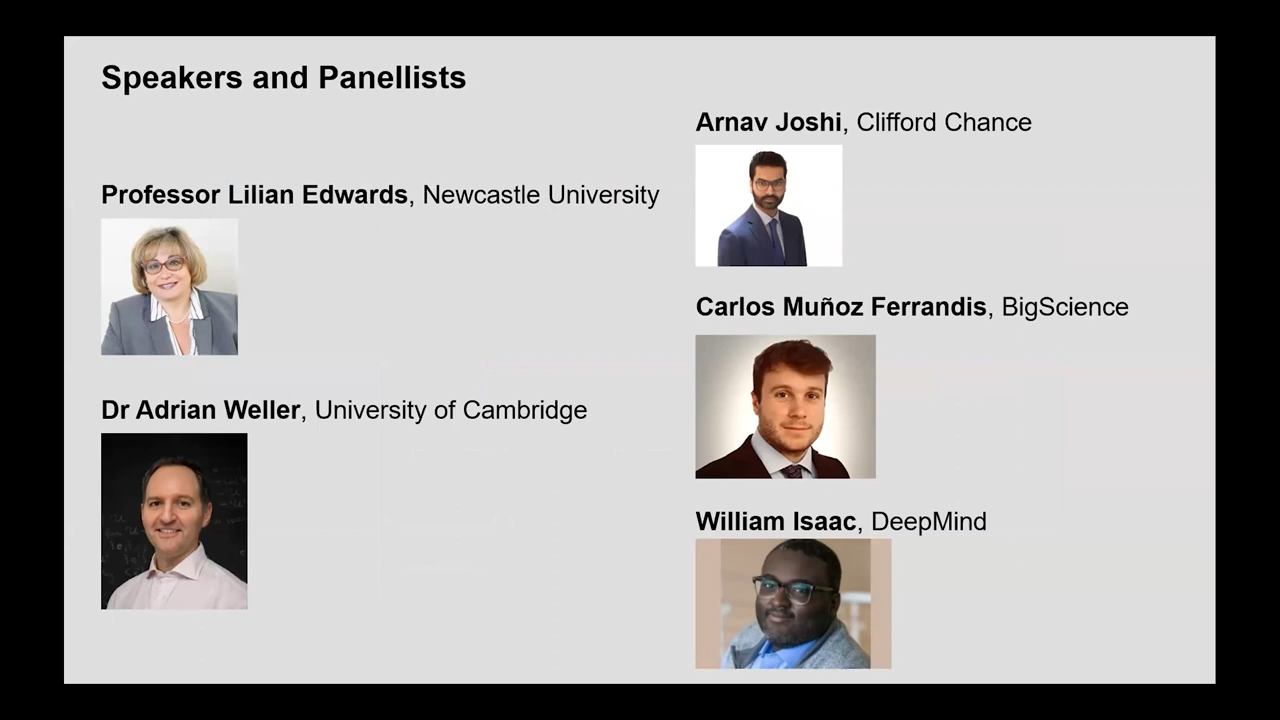 Speakers and Panellists
Professor Lilian Edwards, Newcastle University
Dr Adrian Weller, University of Cambridge
Arnav Joshi, Clifford Chance
Carlos Muñoz Ferrandis, BigScience
William Isaac, DeepMind